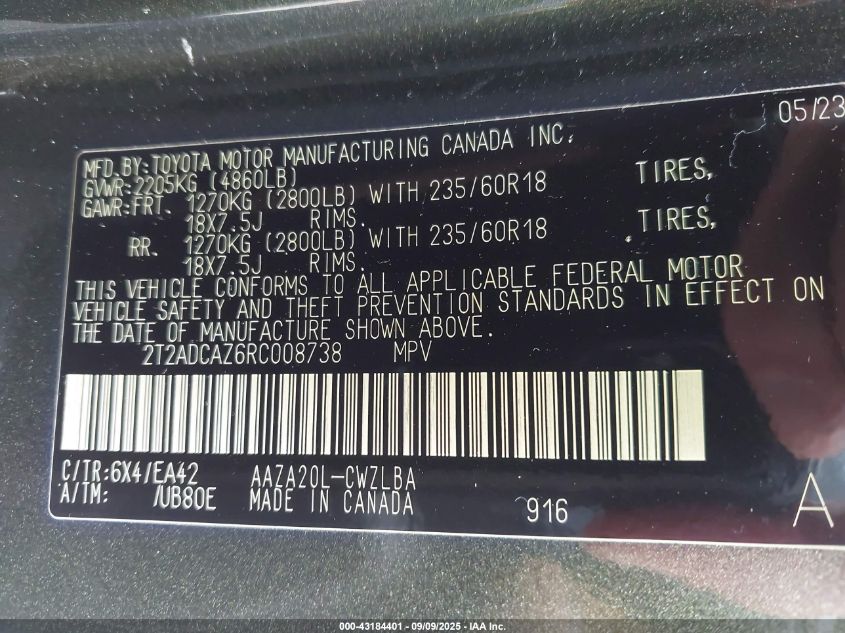 05/23
MFD.BY:TOYOTA MOTOR MANUFACTURING CANADA INC.
GVWR:2205KG (4860LB)
GAWR:FRT. 1270KG (2800LB) WITH 235/60R18 TIRES,
18X7.5J RIMS.
RR. 1270KG (2800LB) WITH 235/60R18 TIRES,
18X7.5J RIMS.
THIS VEHICLE CONFORMS TO ALL APPLICABLE FEDERAL MOTOR
VEHICLE SAFETY AND THEFT PREVENTION STANDARDS IN EFFECT ON
THE DATE OF MANUFACTURE SHOWN ABOVE.
2T2ADCAZ6RC008738 MPV
C/TR:6X4/EA42 AAZA20L-CWZLBA
A/TM: /UB80E MADE IN CANADA 916 A
000-43184401 - 09/09/2025 - IAA Inc.